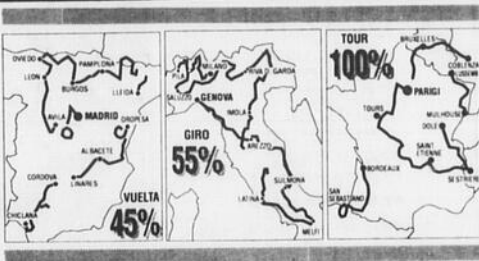 OVIEDO
PAMPLONA
LEON
BURGOS
LLEIDA
AVILA
MADRID
OROPESA
ALBACETE
CORDOVA
LINARES
CHICLANA
VUELTA
45%
PILA
MILANO
RIVA D. GARDA
SALUZZO
GENOVA
IMOLA
GIRO
AREZZO
55%
SULMONA
LATINA
MELFI
TOUR
BRUXELLES
100%
COBLENZA
LUSSEMB
PARIGI
TOURS
MULHOUSE
DOLE
SAINT
ETIENNE
BORDEAUX
SESTRIERE
SAN
SEBASTIANO